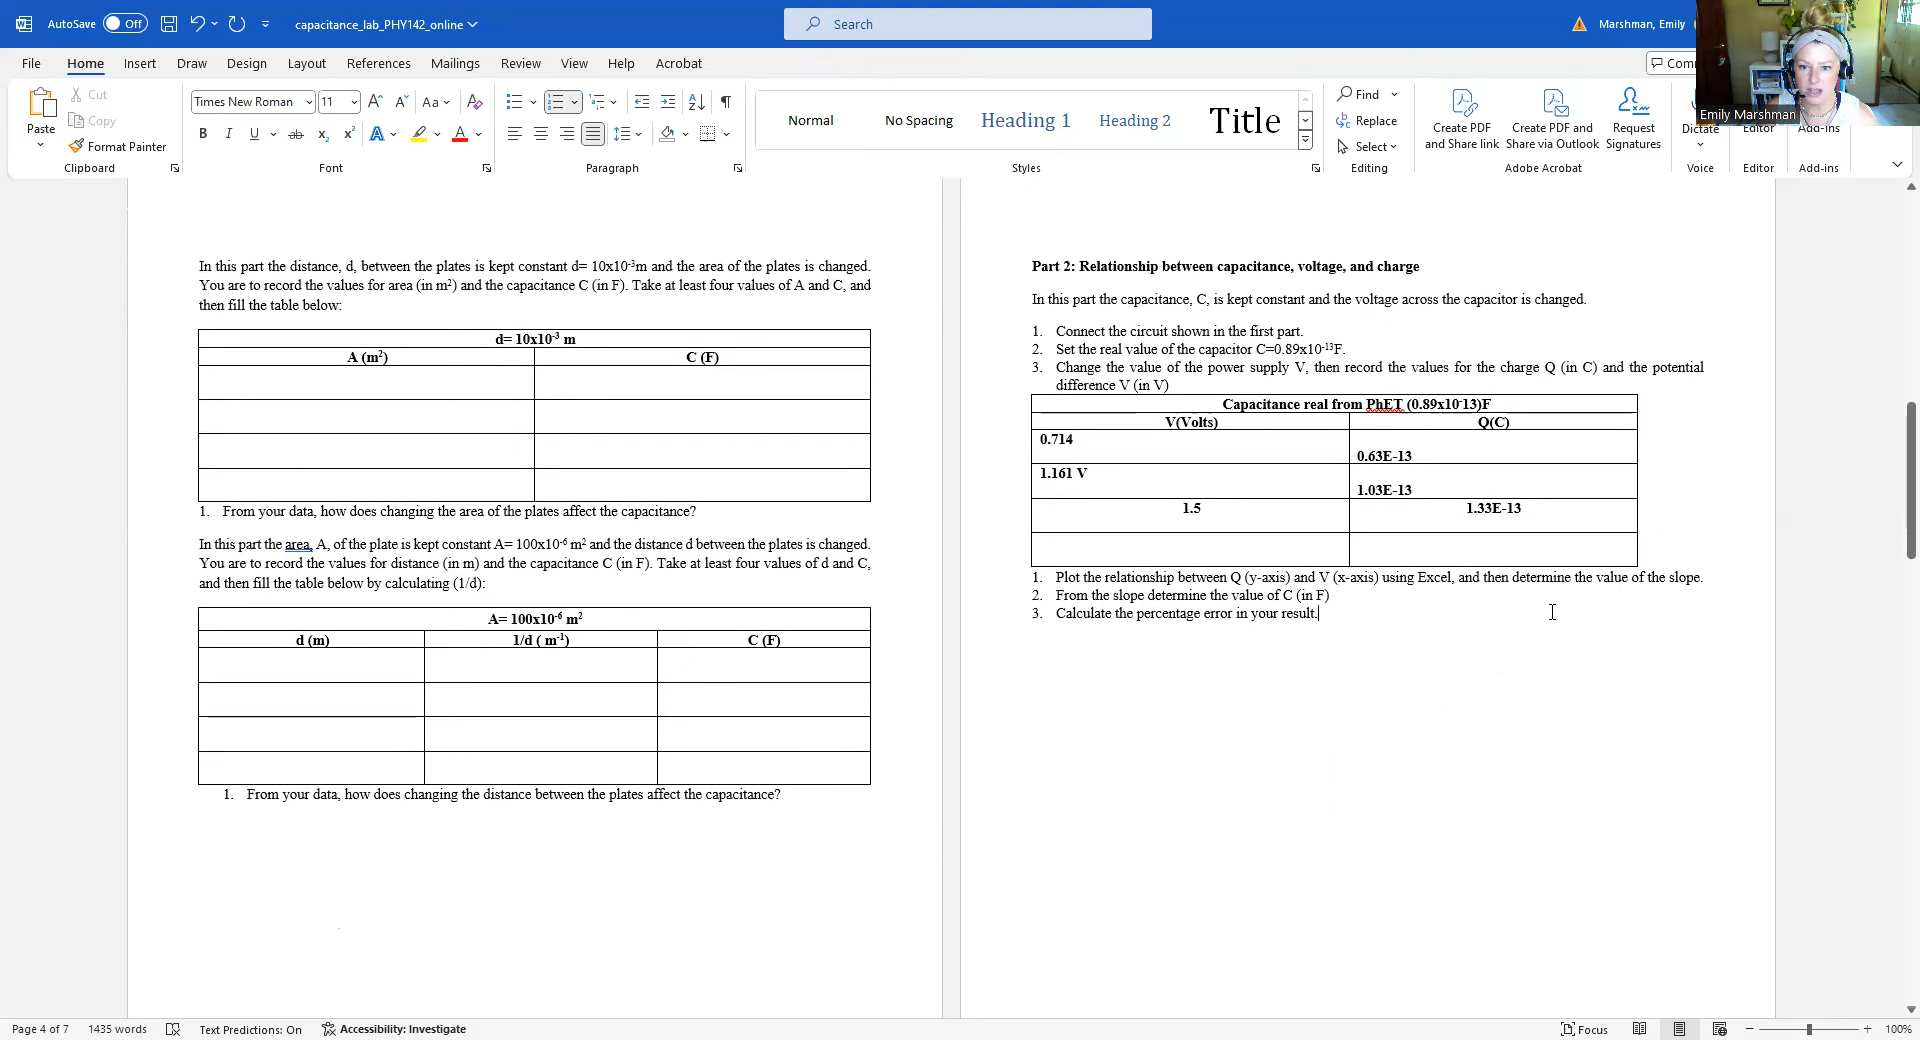 AutoSave Off capacitance_lab_PHY142_online Search Marshman, Emily
File Home Insert Draw Design Layout References Mailings Review View Help Acrobat
Paste
Cut
Copy
Format Painter
Clipboard
Times New Roman 11
Font
Paragraph
Normal No Spacing Heading 1 Heading 2 Title
Styles
Find
Replace
Select
Editing
Create PDF and Share link
Create PDF and Share via Outlook
Request Signatures
Adobe Acrobat
Dictate
Voice
Editor
Editor
Add-ins
Add-ins
Emily Marshman
In this part the distance, d, between the plates is kept constant d= 10x10⁻³m and the area of the plates is changed.
You are to record the values for area (in m²) and the capacitance C (in F). Take at least four values of A and C, and
then fill the table below:
d= 10x10⁻³ m
A (m²) C (F)
1. From your data, how does changing the area of the plates affect the capacitance?
In this part the area, A, of the plate is kept constant A= 100x10⁻⁶ m² and the distance d between the plates is changed.
You are to record the values for distance (in m) and the capacitance C (in F). Take at least four values of d and C,
and then fill the table below by calculating (1/d):
A= 100x10⁻⁶ m²
d (m) 1/d ( m⁻¹) C (F)
1. From your data, how does changing the distance between the plates affect the capacitance?
Part 2: Relationship between capacitance, voltage, and charge
In this part the capacitance, C, is kept constant and the voltage across the capacitor is changed.
1. Connect the circuit shown in the first part.
2. Set the real value of the capacitor C=0.89x10⁻¹³F.
3. Change the value of the power supply V, then record the values for the charge Q (in C) and the potential
difference V (in V)
Capacitance real from PhET (0.89x10⁻13)F
V(Volts) Q(C)
0.714 0.63E-13
1.161 V 1.03E-13
1.5 1.33E-13
1. Plot the relationship between Q (y-axis) and V (x-axis) using Excel, and then determine the value of the slope.
2. From the slope determine the value of C (in F)
3. Calculate the percentage error in your result.
Page 4 of 7 1435 words Text Predictions: On Accessibility: Investigate Focus 100%